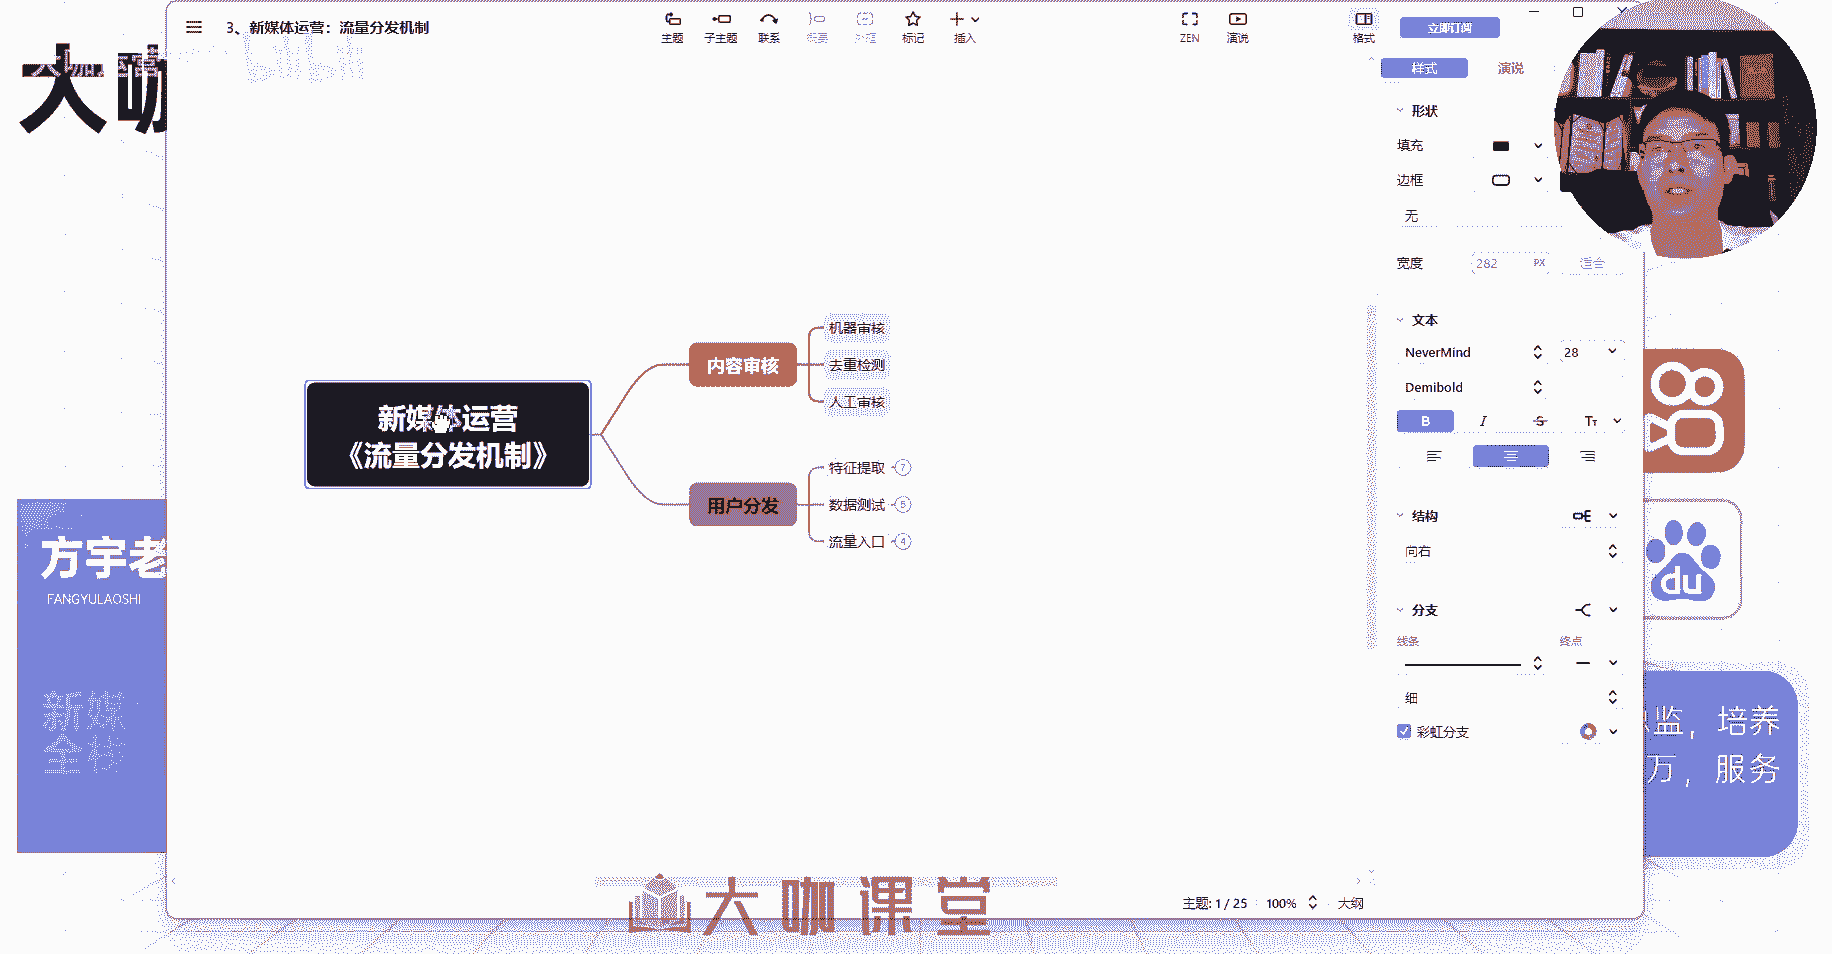 3、新媒体运营：流量分发机制
主题
子主题
联系
概要
外框
标记
插入
ZEN
演说
格式
立即订阅
大咖
样式
演说
形状
填充
边框
无
宽度
282
PX
适合
文本
NeverMind
28
Demibold
B
I
S
Tт
结构
向右
分支
线条
终点
细
彩虹分支
新媒体运营
《流量分发机制》
内容审核
机器审核
去重检测
人工审核
用户分发
特征提取 7
数据测试 5
流量入口 4
方宇老
FANGYULAOSHI
新媒
全栈
du
监，培养
万，服务
大咖课堂
主题: 1 / 25
100%
大纲